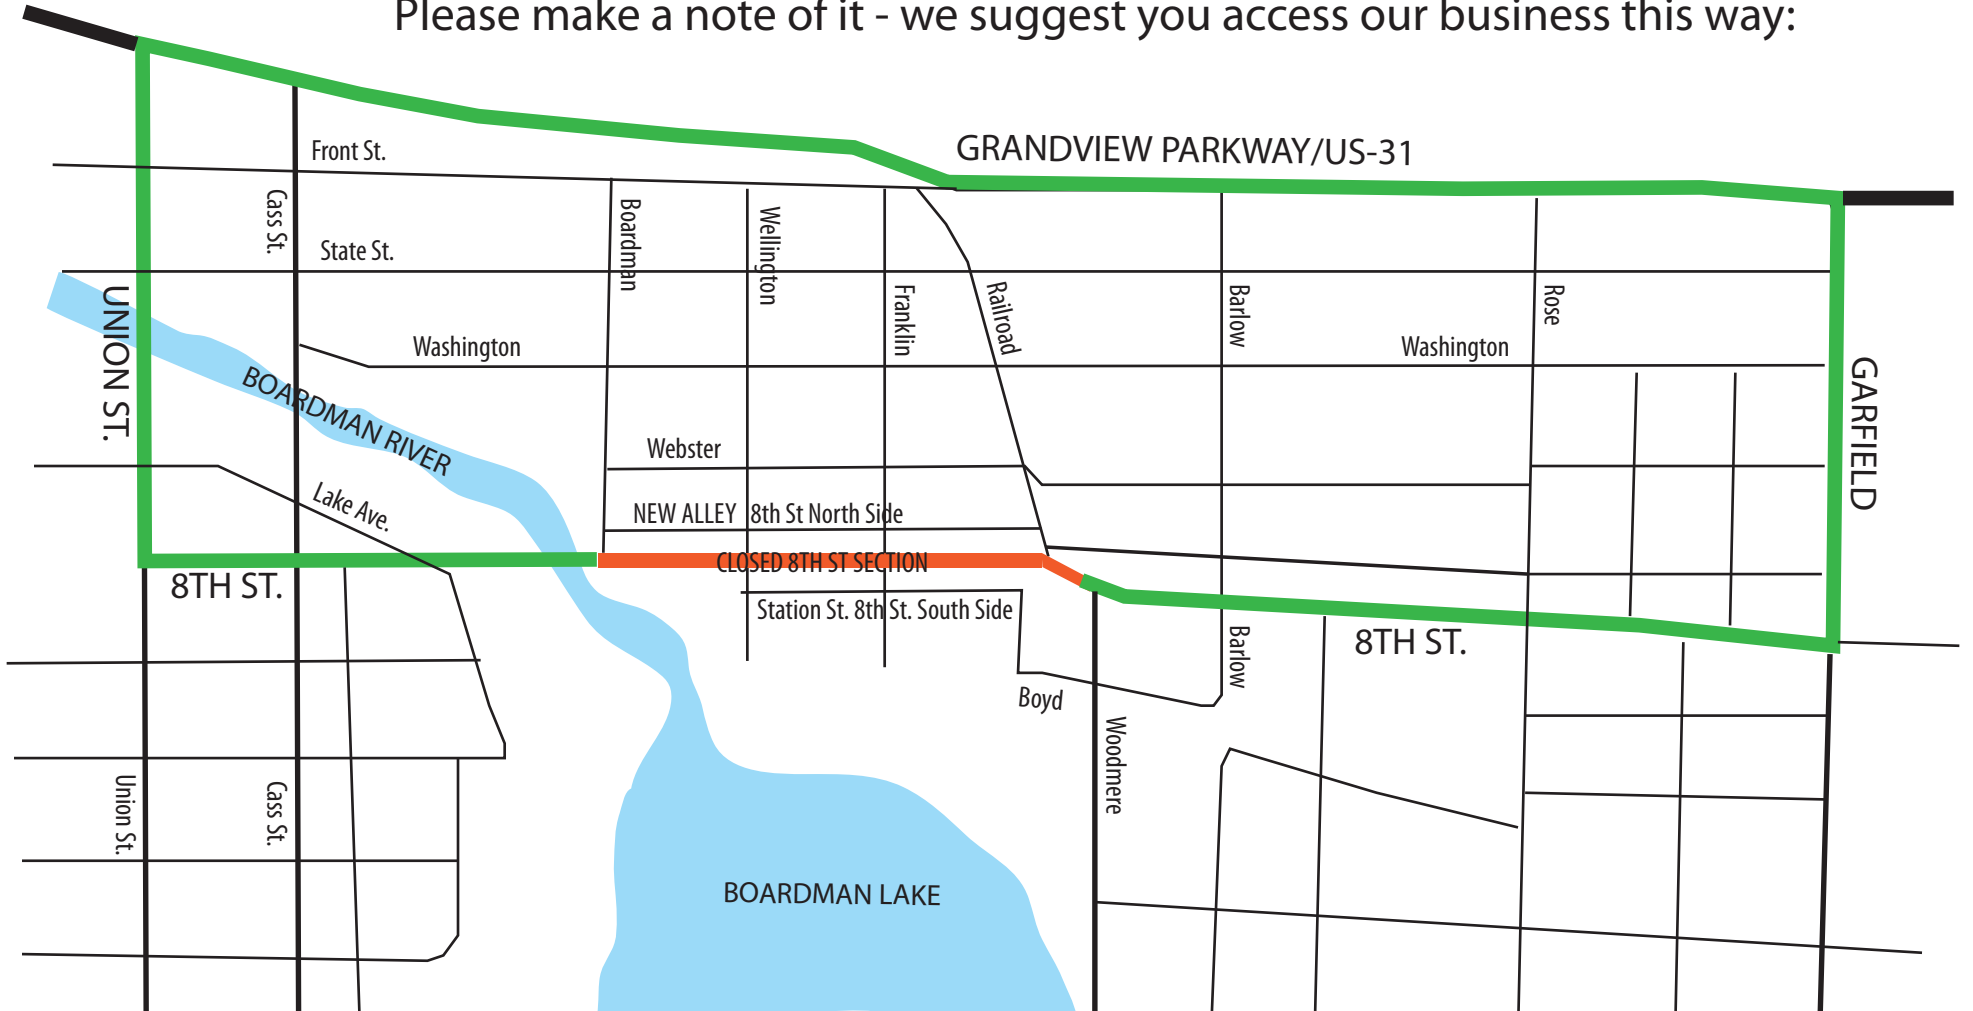 Please make a note of it - we suggest you access our business this way:
GRANDVIEW PARKWAY/US-31
Front St.
Cass St.
State St.
Boardman
Wellington
Franklin
Railroad
Barlow
Rose
UNION ST.
Washington
Washington
GARFIELD
BOARDMAN RIVER
Webster
Lake Ave.
NEW ALLEY 8th St North Side
CLOSED 8TH ST SECTION
8TH ST.
Station St. 8th St. South Side
8TH ST.
Barlow
Boyd
Woodmere
Union St.
Cass St.
BOARDMAN LAKE